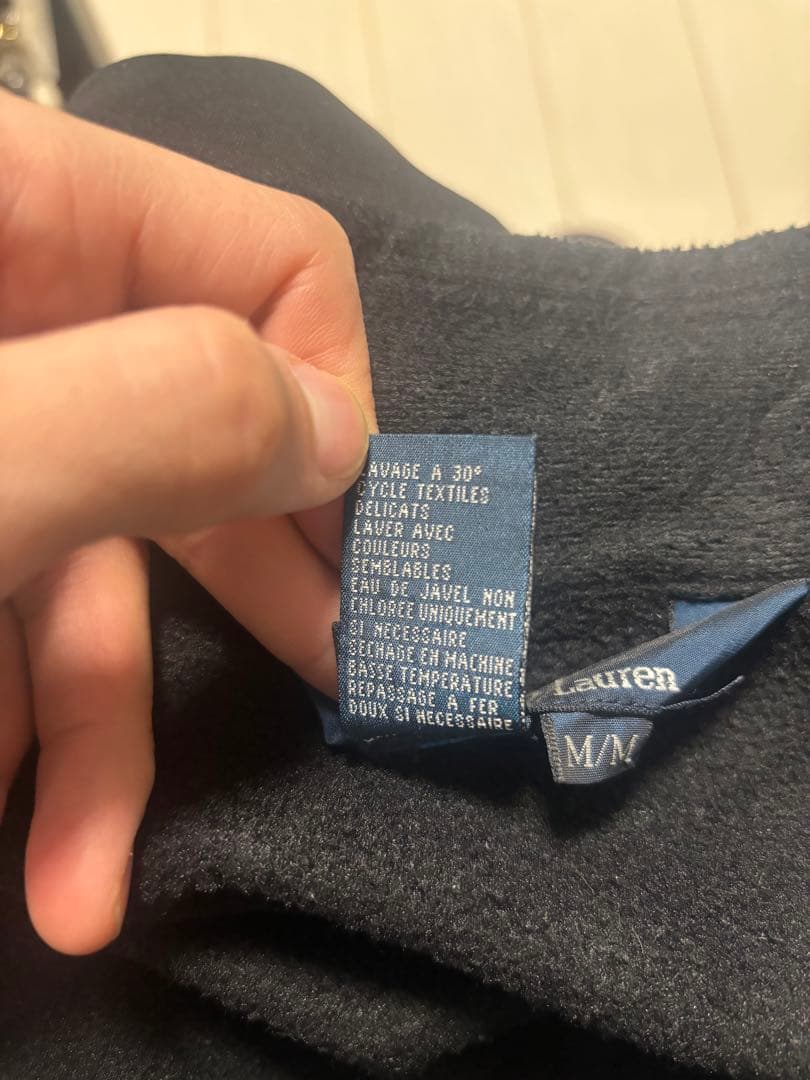 LAVAGE A 30°
CYCLE TEXTILES
DELICATS
LAVER AVEC
COULEURS
SEMBLABLES
EAU DE JAVEL NON
CHLOREE UNIQUEMENT
SI NECESSAIRE
SECHAGE EN MACHINE
BASSE TEMPERATURE
REPASSAGE A FER
DOUX SI NECESSAIRE
Lauren
M/M